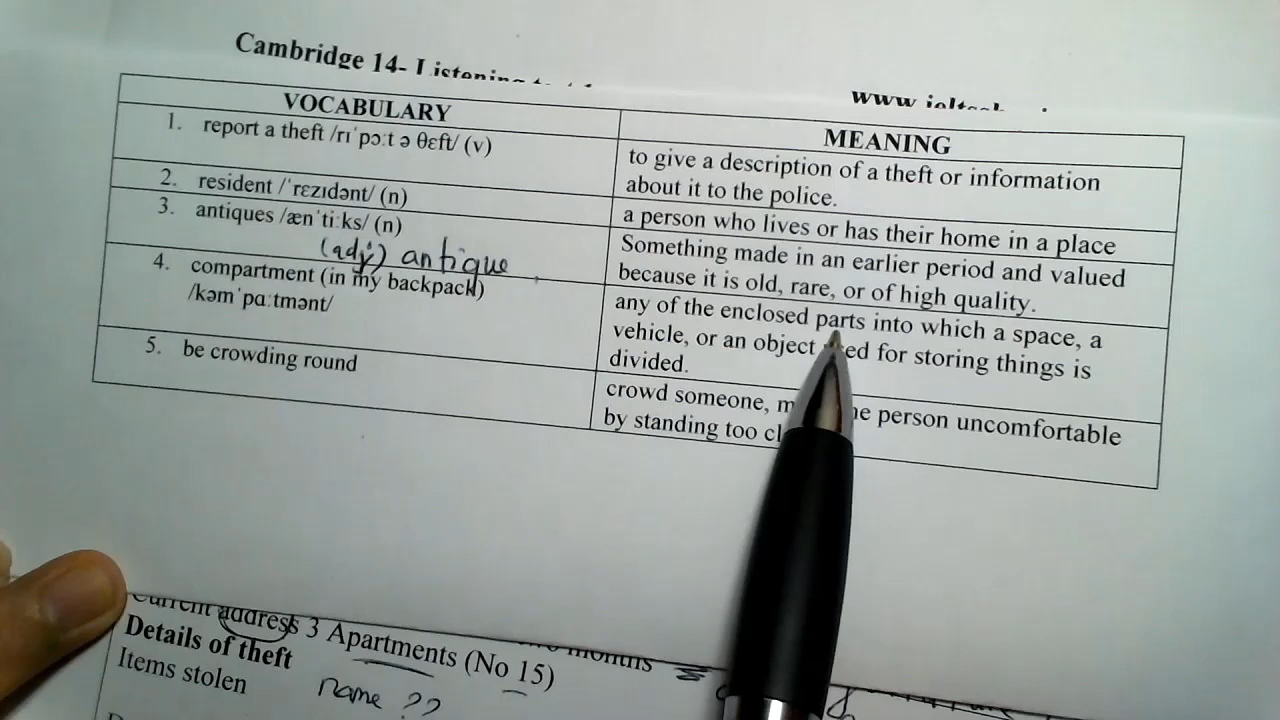 Cambridge 14-
VOCABULARY
MEANING
1. report a theft /rɪˈpɔːt ə θɛft/ (v)
to give a description of a theft or information
about it to the police.
2. resident /ˈrɛzɪdənt/ (n)
a person who lives or has their home in a place
3. antiques /ænˈtiːks/ (n)
(adj) antique
Something made in an earlier period and valued
because it is old, rare, or of high quality.
4. compartment (in my backpack)
/kəmˈpɑːtmənt/
any of the enclosed parts into which a space, a
vehicle, or an object for storing things is
divided.
5. be crowding round
crowd someone, person uncomfortable
by standing too
Current address 3 Apartments (No 15)
months
Details of theft
Items stolen
name ??